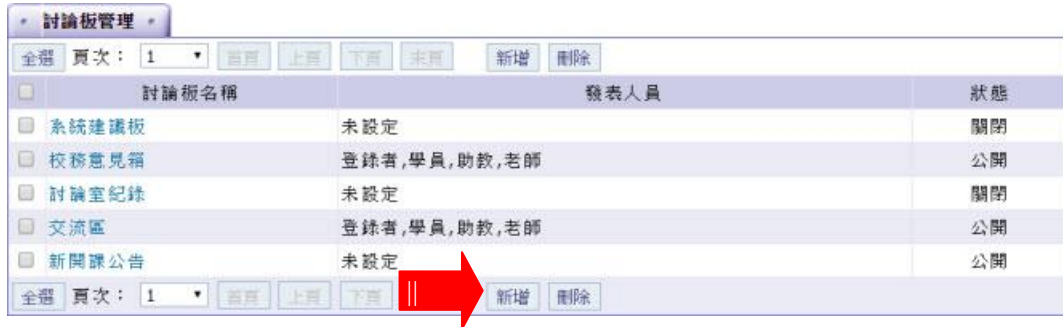 討論板管理
全選 頁次： 1 首頁 上頁 下頁 末頁 新增 刪除
討論板名稱 發表人員 狀態
系統建議板 未設定 關閉
校務意見箱 登錄者,學員,助教,老師 公開
討論室紀錄 未設定 關閉
交流區 登錄者,學員,助教,老師 公開
新開課公告 未設定 公開
全選 頁次： 1 首頁 上頁 下頁 新增 刪除